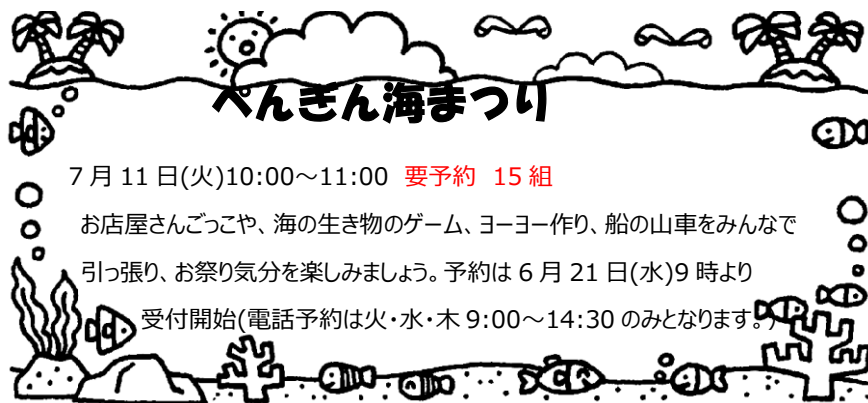 ぺんぎん海まつり
7月11日(火)10:00～11:00 要予約 15組
お店屋さんごっこや、海の生き物のゲーム、ヨーヨー作り、船の山車をみんなで
引っ張り、お祭り気分を楽しみましょう。予約は6月21日(水)9時より
受付開始(電話予約は火・水・木9:00～14:30のみとなります。)